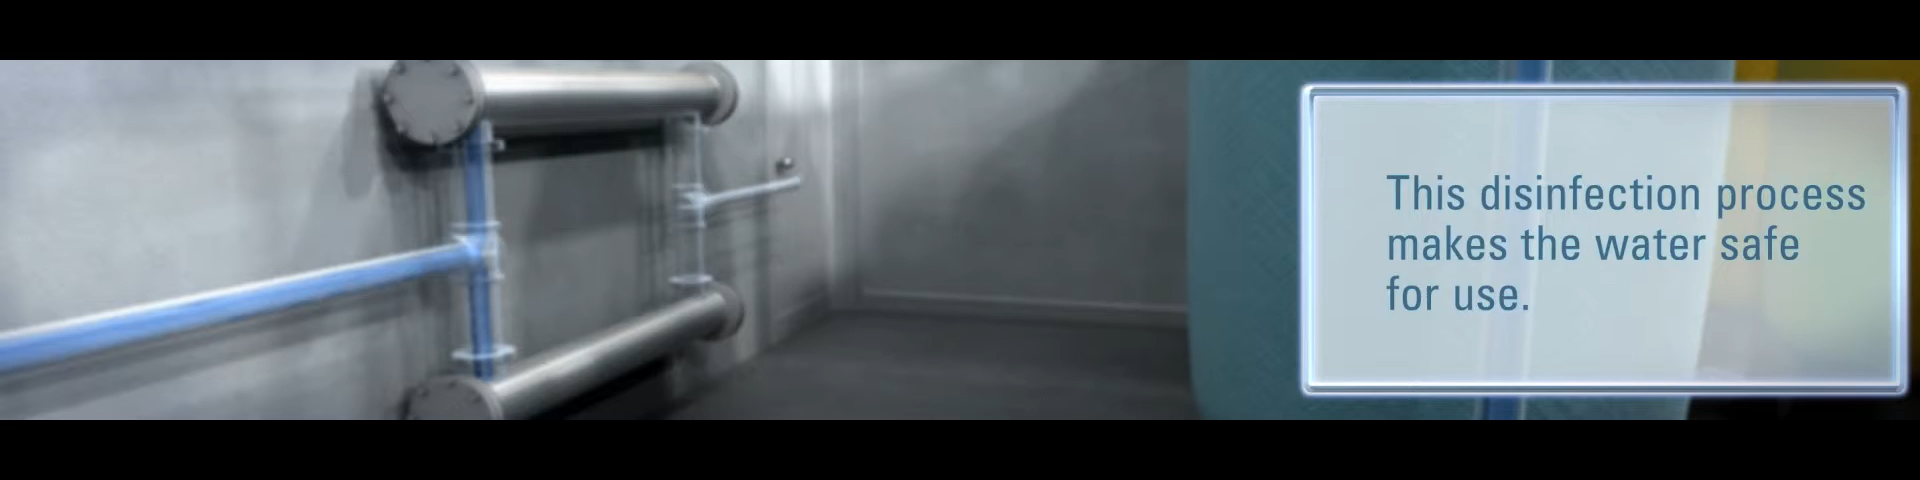 This disinfection process
makes the water safe
for use.